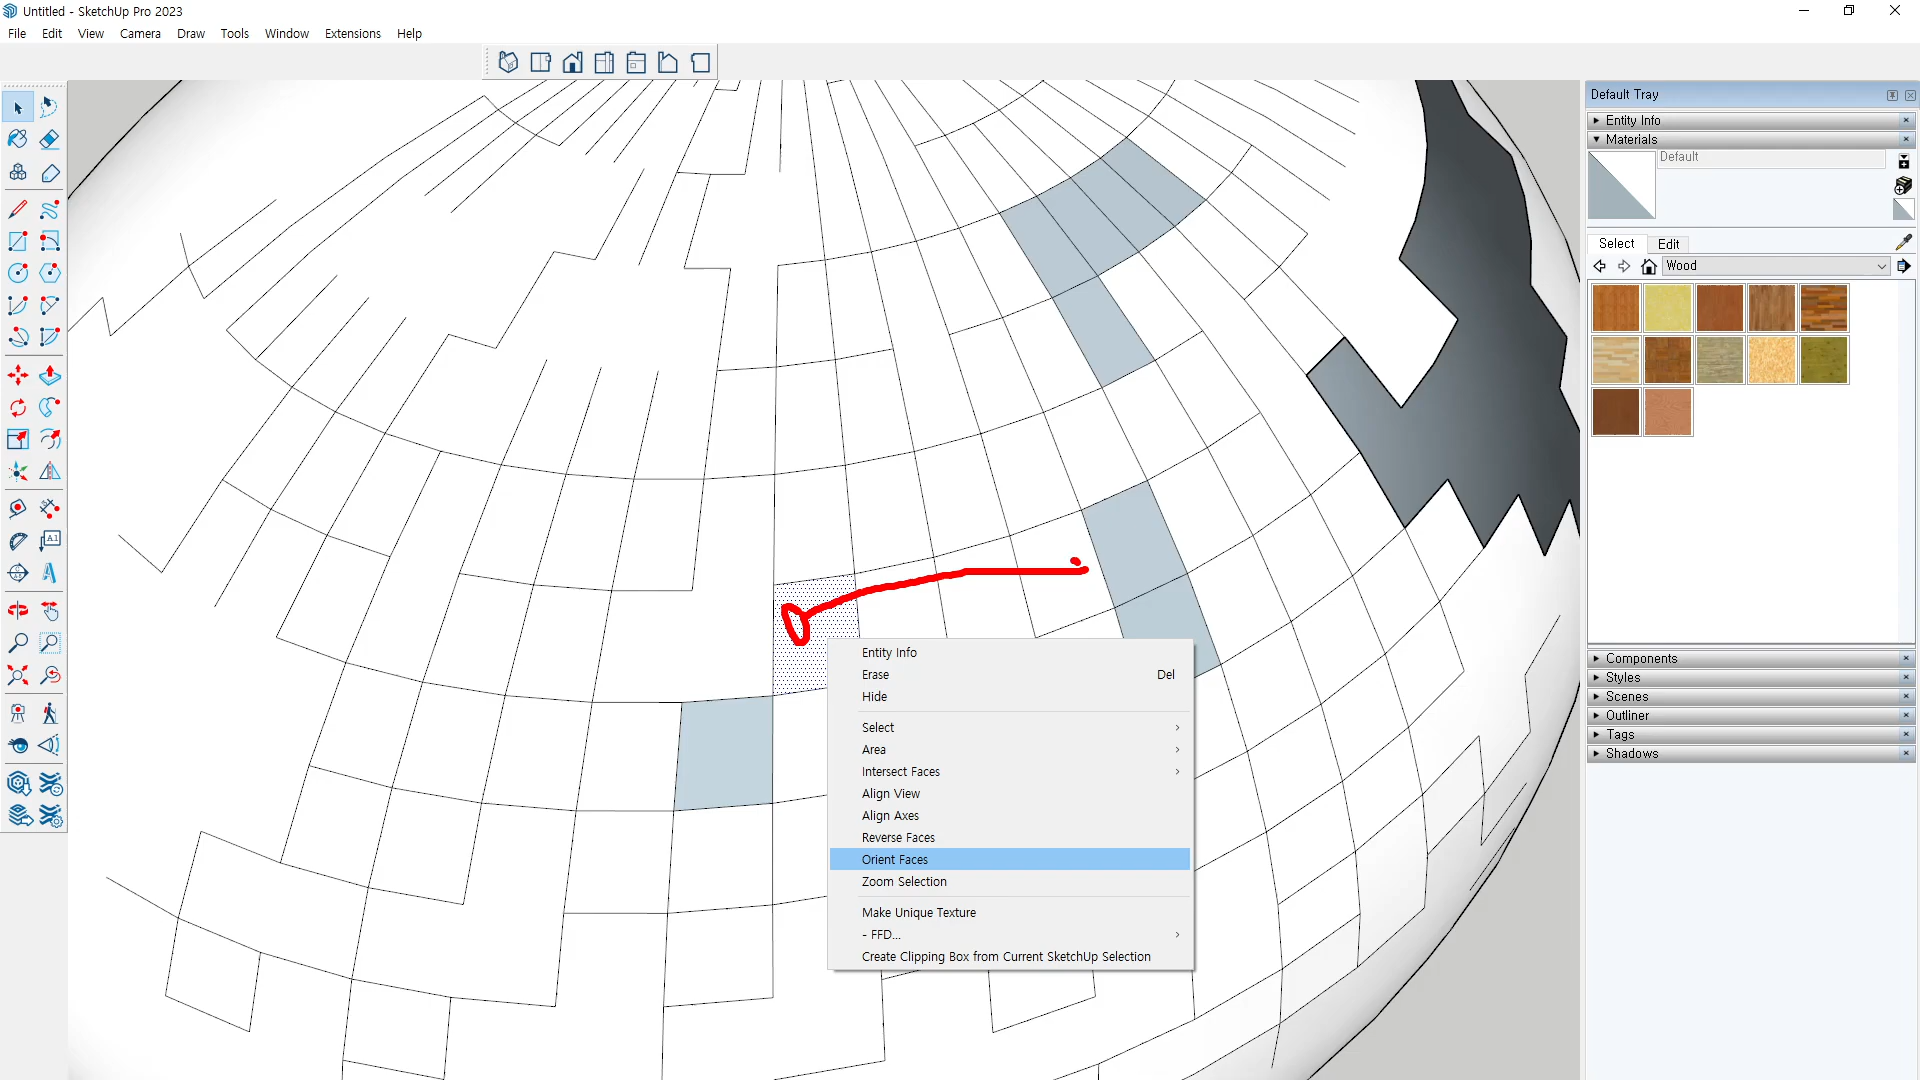 Untitled - SketchUp Pro 2023
File Edit View Camera Draw Tools Window Extensions Help
Default Tray
Entity Info
Materials
Default
Select Edit
Wood
A1
Entity Info
Erase Del
Hide
Select
Area
Intersect Faces
Align View
Align Axes
Reverse Faces
Orient Faces
Zoom Selection
Make Unique Texture
- FFD...
Create Clipping Box from Current SketchUp Selection
Components
Styles
Scenes
Outliner
Tags
Shadows